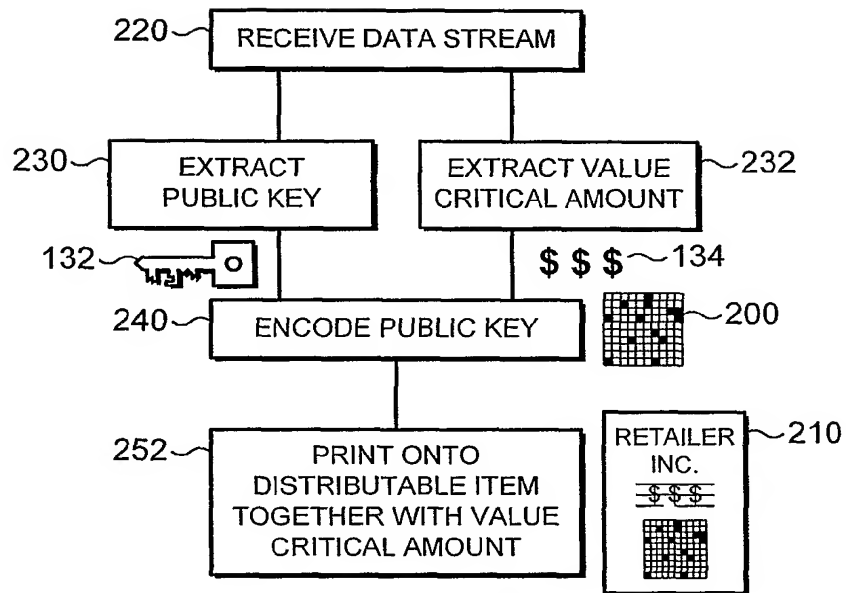 220 RECEIVE DATA STREAM
230 EXTRACT
PUBLIC KEY
EXTRACT VALUE 232
CRITICAL AMOUNT
132
$ $ $ 134
240 ENCODE PUBLIC KEY 200
252 PRINT ONTO
DISTRIBUTABLE ITEM
TOGETHER WITH VALUE
CRITICAL AMOUNT
RETAILER 210
INC.
$ $ $